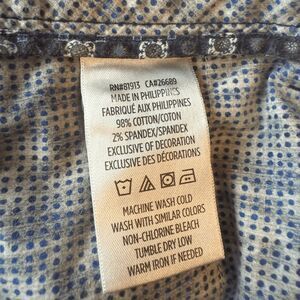 RN#81913 CA#26689
MADE IN PHILIPPINES
FABRIQUÉ AUX PHILIPPINES
98% COTTON/COTON
2% SPANDEX/SPANDEX
EXCLUSIVE OF DECORATION
EXCLUSIVE DES DÉCORATIONS
MACHINE WASH COLD
WASH WITH SIMILAR COLORS
NON-CHLORINE BLEACH
TUMBLE DRY LOW
WARM IRON IF NEEDED